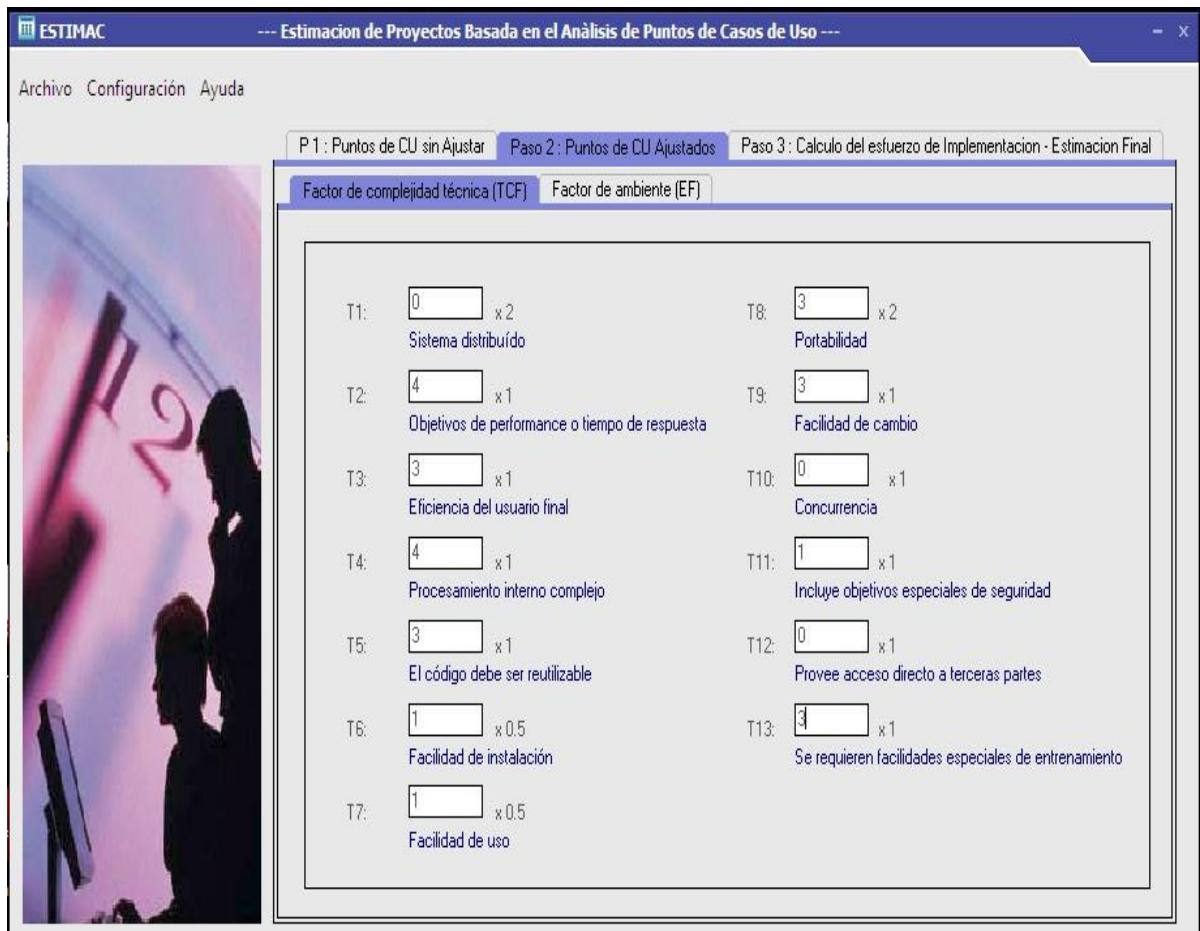 ESTIMAC --- Estimacion de Proyectos Basada en el Anàlisis de Puntos de Casos de Uso ---
Archivo Configuración Ayuda
P 1 : Puntos de CU sin Ajustar Paso 2 : Puntos de CU Ajustados Paso 3 : Calculo del esfuerzo de Implementacion - Estimacion Final
Factor de complejidad técnica (TCF) Factor de ambiente (EF)
T1: 0 x 2
Sistema distribuído
T2: 4 x 1
Objetivos de performance o tiempo de respuesta
T3: 3 x 1
Eficiencia del usuario final
T4: 4 x 1
Procesamiento interno complejo
T5: 3 x 1
El código debe ser reutilizable
T6: 1 x 0.5
Facilidad de instalación
T7: 1 x 0.5
Facilidad de uso
T8: 3 x 2
Portabilidad
T9: 3 x 1
Facilidad de cambio
T10: 0 x 1
Concurrencia
T11: 1 x 1
Incluye objetivos especiales de seguridad
T12: 0 x 1
Provee acceso directo a terceras partes
T13: 3 x 1
Se requieren facilidades especiales de entrenamiento
12